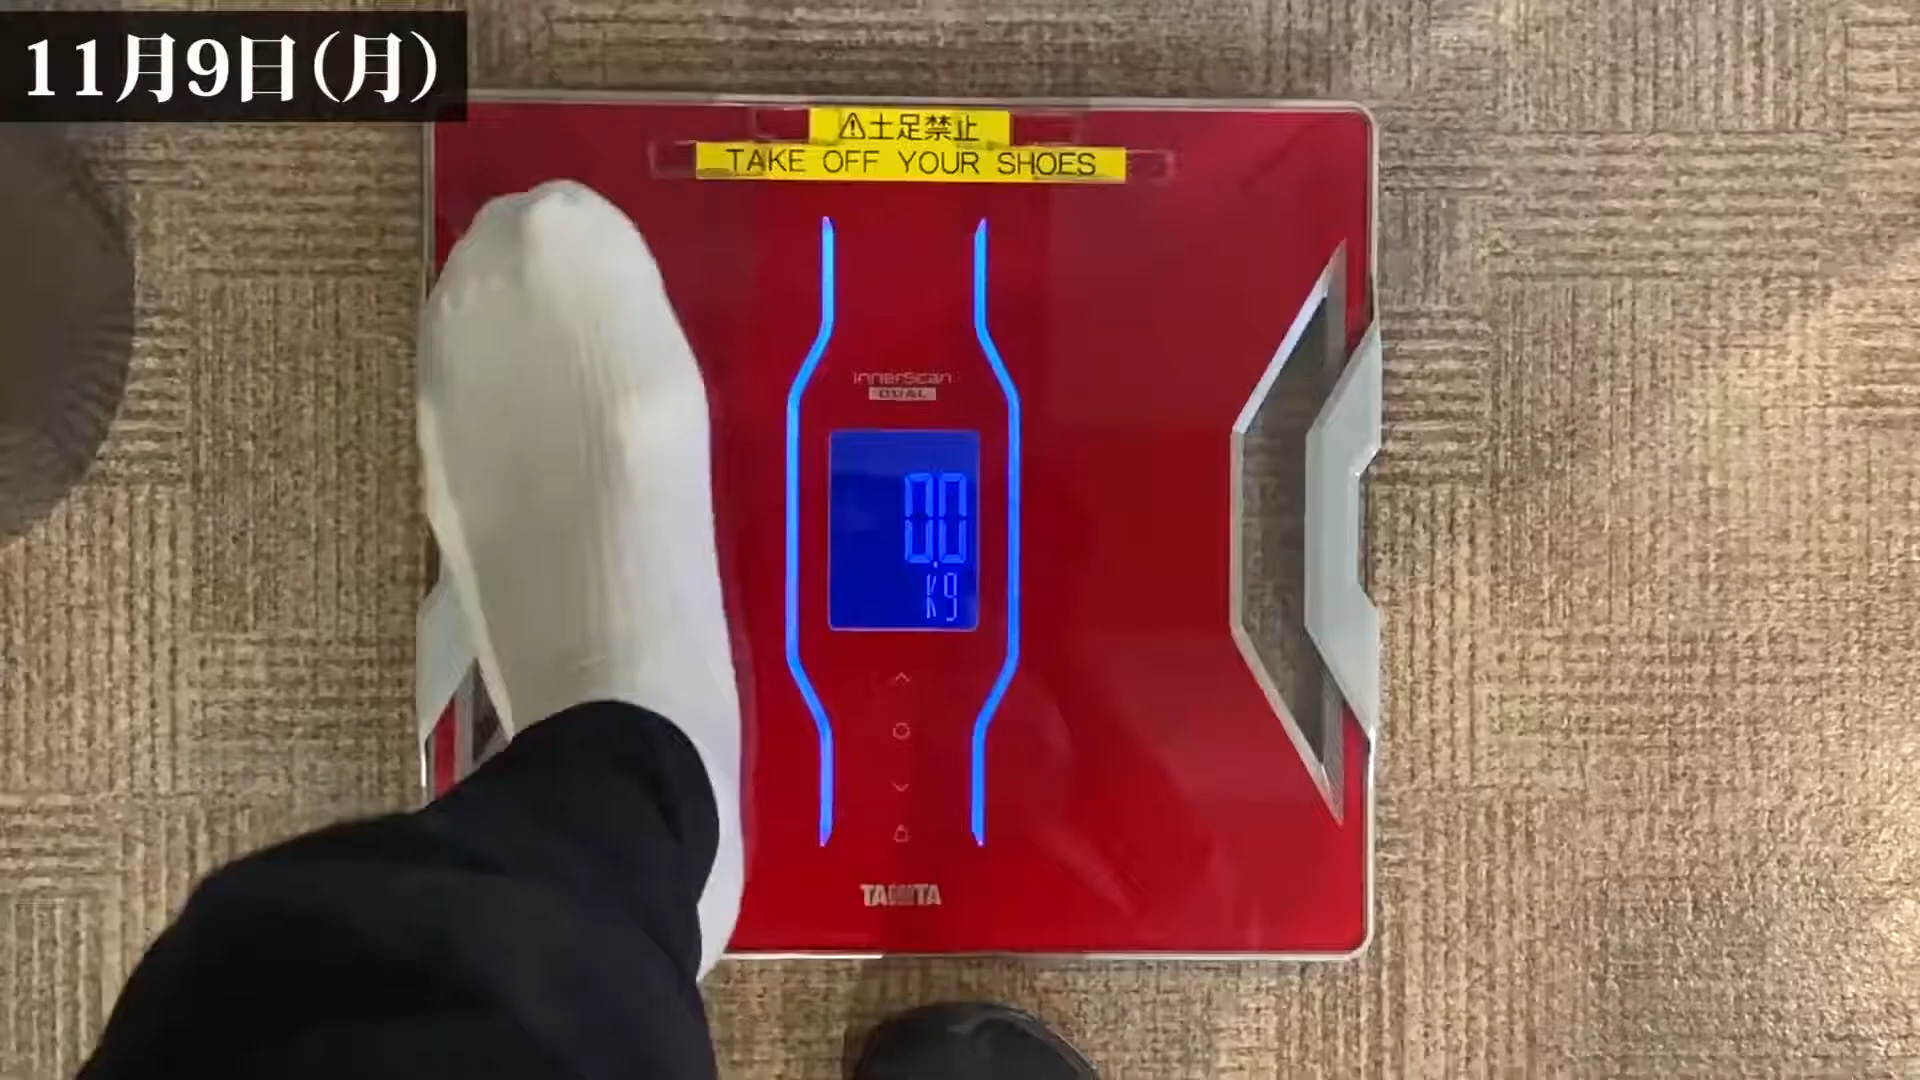 11月9日(月)
⚠土足禁止
TAKE OFF YOUR SHOES
InnerScan
DUAL
0.0
kg
TANITA